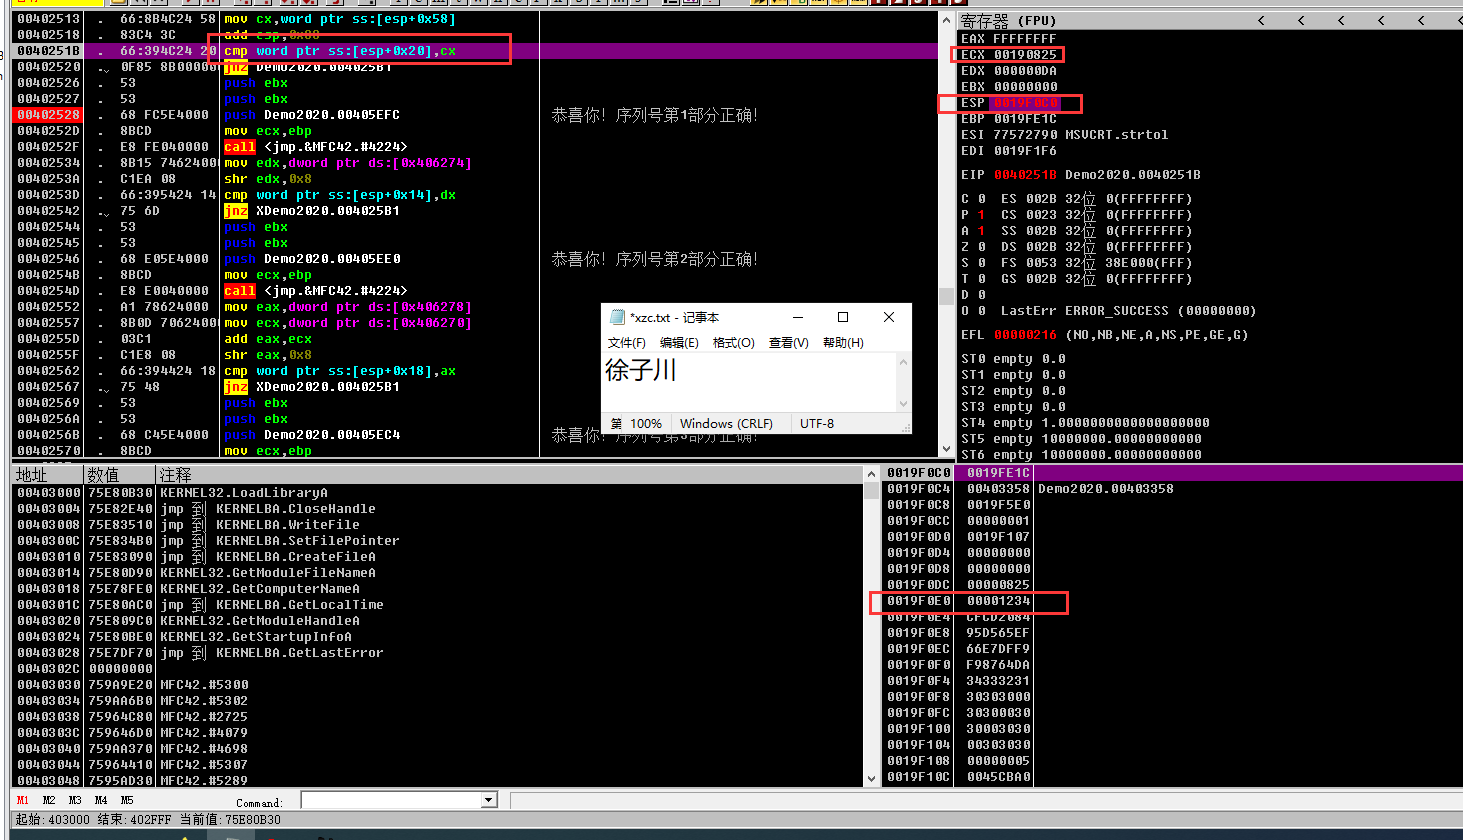 00402513 . 66:8B4C24 58 mov cx,word ptr ss:[esp+0x58]
00402518 . 83C4 3C add esp,
0040251B . 66:394C24 20 cmp word ptr ss:[esp+0x20],cx
00402520 . 0F85 8B00000 jnz Demo2020.004025B1
00402526 . 53 push ebx
00402527 . 53 push ebx
00402528 . 68 FC5E4000 push Demo2020.00405EFC 恭喜你！序列号第1部分正确！
0040252D . 8BCD mov ecx,ebp
0040252F . E8 FE040000 call <jmp.&MFC42.#4224>
00402534 . 8B15 7462400 mov edx,dword ptr ds:[0x406274]
0040253A . C1EA 08 shr edx,0x8
0040253D . 66:395424 14 cmp word ptr ss:[esp+0x14],dx
00402542 . 75 6D jnz XDemo2020.004025B1
00402544 . 53 push ebx
00402545 . 53 push ebx
00402546 . 68 E05E4000 push Demo2020.00405EE0 恭喜你！序列号第2部分正确！
0040254B . 8BCD mov ecx,ebp
0040254D . E8 E0040000 call <jmp.&MFC42.#4224>
00402552 . A1 78624000 mov eax,dword ptr ds:[0x406278]
00402557 . 8B0D 7062400 mov ecx,dword ptr ds:[0x406270]
0040255D . 03C1 add eax,ecx
0040255F . C1E8 08 shr eax,0x8
00402562 . 66:394424 18 cmp word ptr ss:[esp+0x18],ax
00402567 . 75 48 jnz XDemo2020.004025B1
00402569 . 53 push ebx
0040256A . 53 push ebx
0040256B . 68 C45E4000 push Demo2020.00405EC4 恭喜你！序列号第3部分正确！
00402570 . 8BCD mov ecx,ebp
寄存器 (FPU) < < < < < <
EAX FFFFFFFF
ECX 00190825
EDX 000000DA
EBX 00000000
ESP 0019F0C0
EBP 0019FE1C
ESI 77572790 MSVCRT.strtol
EDI 0019F1F6
EIP 0040251B Demo2020.0040251B
C 0 ES 002B 32位 0(FFFFFFFF)
P 1 CS 0023 32位 0(FFFFFFFF)
A 1 SS 002B 32位 0(FFFFFFFF)
Z 0 DS 002B 32位 0(FFFFFFFF)
S 0 FS 0053 32位 38E000(FFF)
T 0 GS 002B 32位 0(FFFFFFFF)
D 0
O 0 LastErr ERROR_SUCCESS (00000000)
EFL 00000216 (NO,NB,NE,A,NS,PE,GE,G)
ST0 empty 0.0
ST1 empty 0.0
ST2 empty 0.0
ST3 empty 0.0
ST4 empty 1.0000000000000000000
ST5 empty 10000000.00000000000
ST6 empty 10000000.00000000000
*xzc.txt - 记事本
文件(F) 编辑(E) 格式(O) 查看(V) 帮助(H)
徐子川
第 100% Windows (CRLF) UTF-8
地址 数值 注释
00403000 75E80B30 KERNEL32.LoadLibraryA
00403004 75E82E40 jmp 到 KERNELBA.CloseHandle
00403008 75E83510 jmp 到 KERNELBA.WriteFile
0040300C 75E834B0 jmp 到 KERNELBA.SetFilePointer
00403010 75E83090 jmp 到 KERNELBA.CreateFileA
00403014 75E80D90 KERNEL32.GetModuleFileNameA
00403018 75E78FE0 KERNEL32.GetComputerNameA
0040301C 75E80AC0 jmp 到 KERNELBA.GetLocalTime
00403020 75E809C0 KERNEL32.GetModuleHandleA
00403024 75E80BE0 KERNEL32.GetStartupInfoA
00403028 75E7DF70 jmp 到 KERNELBA.GetLastError
0040302C 00000000
00403030 759A9E20 MFC42.#5300
00403034 759AA6B0 MFC42.#5302
00403038 75964C80 MFC42.#2725
0040303C 759646D0 MFC42.#4079
00403040 759AA370 MFC42.#4698
00403044 75964410 MFC42.#5307
00403048 7595AD30 MFC42.#5289
0019F0C0 0019FE1C
0019F0C4 00403358 Demo2020.00403358
0019F0C8 0019F5E0
0019F0CC 00000001
0019F0D0 0019F107
0019F0D4 00000000
0019F0D8 00000000
0019F0DC 00000825
0019F0E0 00001234
0019F0E4 CFCD2084
0019F0E8 95D565EF
0019F0EC 66E7DFF9
0019F0F0 F98764DA
0019F0F4 34333231
0019F0F8 30303000
0019F0FC 30300030
0019F100 30003030
0019F104 00303030
0019F108 00000005
0019F10C 0045CBA0
M1 M2 M3 M4 M5 Command:
起始:403000 结束:402FFF 当前值:75E80B30